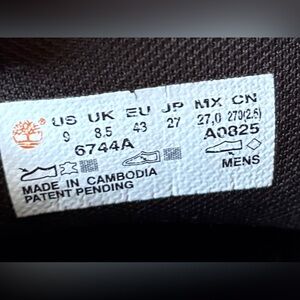 US UK EU JP MX CN
9 8.5 43 27 27,0 270(2.5)
6744A A0825
MENS
MADE IN CAMBODIA
PATENT PENDING